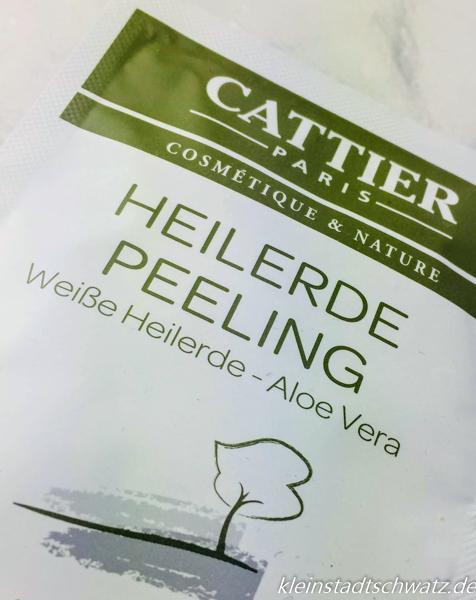 CATTIER
PARIS
COSMÉTIQUE & NATURE
HEILERDE
PEELING
Weiße Heilerde - Aloe Vera
kleinstadtschwatz.de